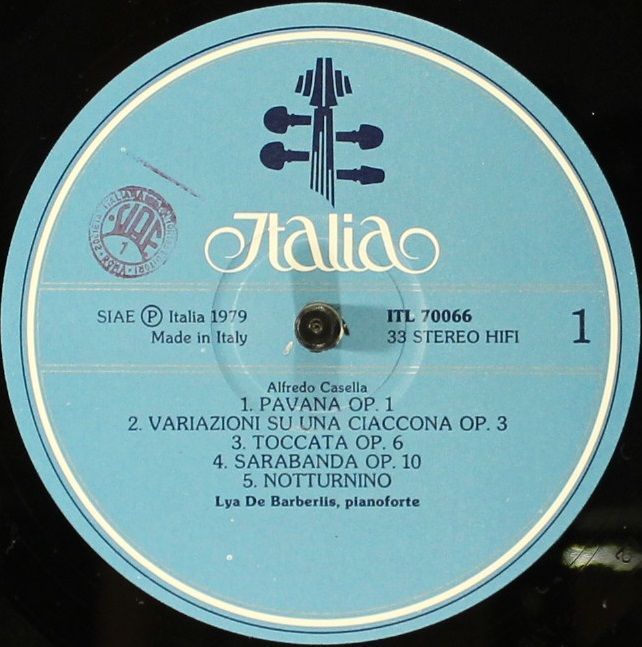 Italia
SIAE Ⓟ Italia 1979
Made in Italy
ITL 70066
33 STEREO HIFI
1
Alfredo Casella
1. PAVANA OP. 1
2. VARIAZIONI SU UNA CIACCONA OP. 3
3. TOCCATA OP. 6
4. SARABANDA OP. 10
5. NOTTURNINO
Lya De Barberiis, pianoforte